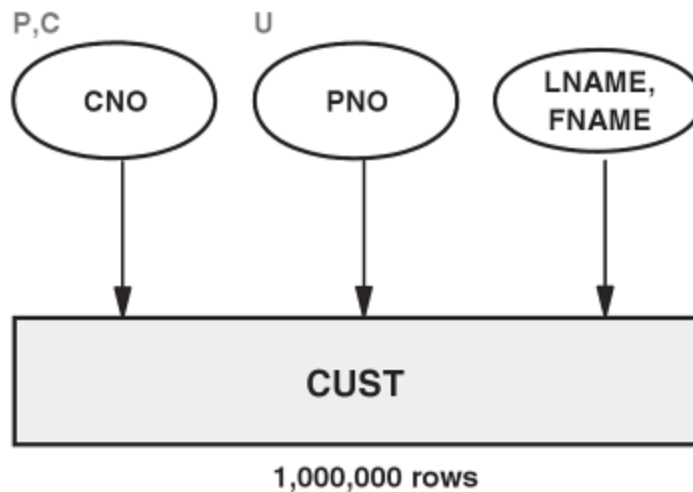 P,C
U
CNO
PNO
LNAME,
FNAME
CUST
1,000,000 rows